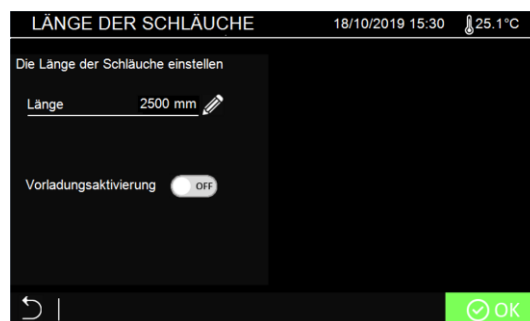 LÄNGE DER SCHLÄUCHE 18/10/2019 15:30 25.1°C
Die Länge der Schläuche einstellen
Länge 2500 mm
Vorladungsaktivierung OFF
OK